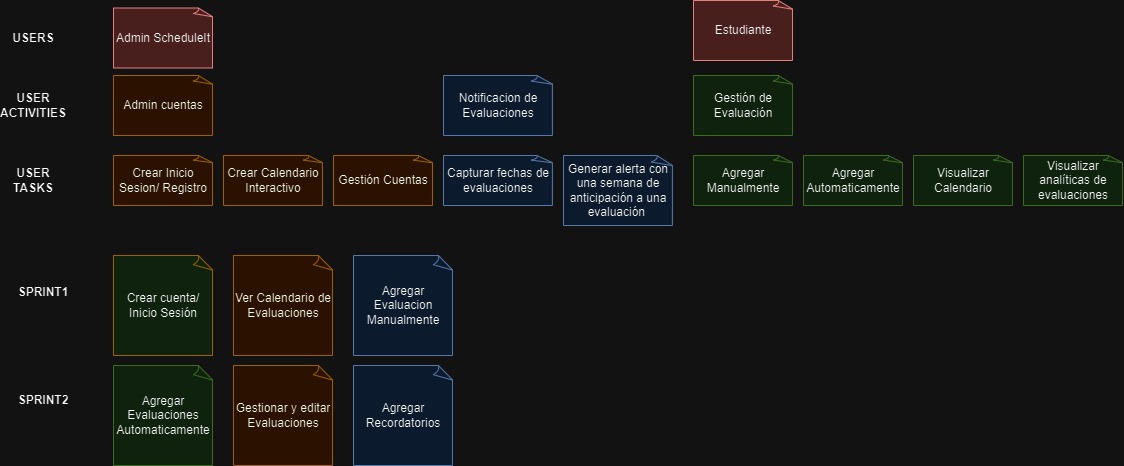 USERS
Admin ScheduleIt
Estudiante
USER
ACTIVITIES
Admin cuentas
Notificacion de
Evaluaciones
Gestión de
Evaluación
USER
TASKS
Crear Inicio
Sesion/ Registro
Crear Calendario
Interactivo
Gestión Cuentas
Capturar fechas de
evaluaciones
Generar alerta con
una semana de
anticipación a una
evaluación
Agregar
Manualmente
Agregar
Automaticamente
Visualizar
Calendario
Visualizar
analíticas de
evaluaciones
SPRINT1
Crear cuenta/
Inicio Sesión
Ver Calendario de
Evaluaciones
Agregar
Evaluacion
Manualmente
SPRINT2
Agregar
Evaluaciones
Automaticamente
Gestionar y editar
Evaluaciones
Agregar
Recordatorios